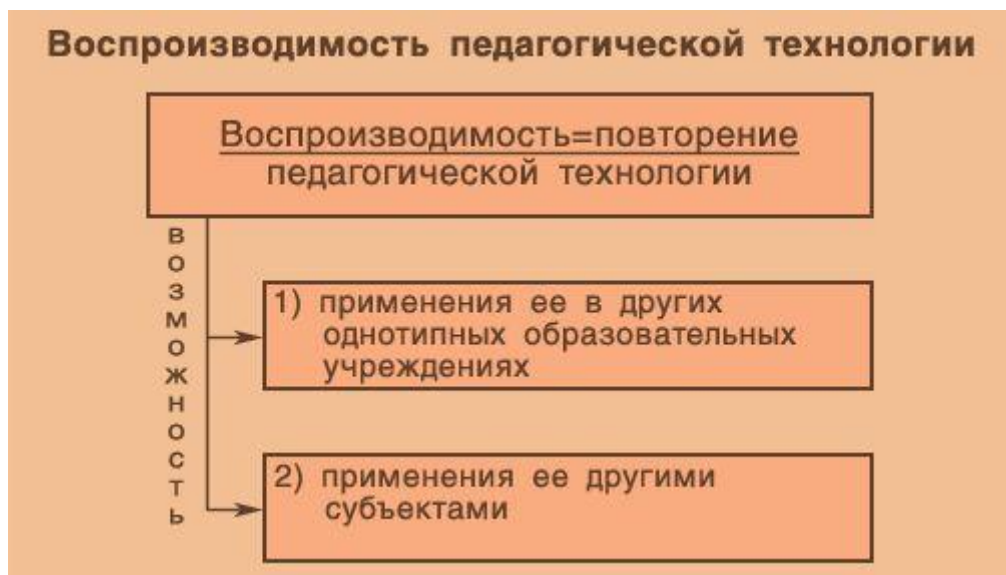 Воспроизводимость педагогической технологии
Воспроизводимость=повторение
педагогической технологии
возможность
1) применения ее в других
однотипных образовательных
учреждениях
2) применения ее другими
субъектами